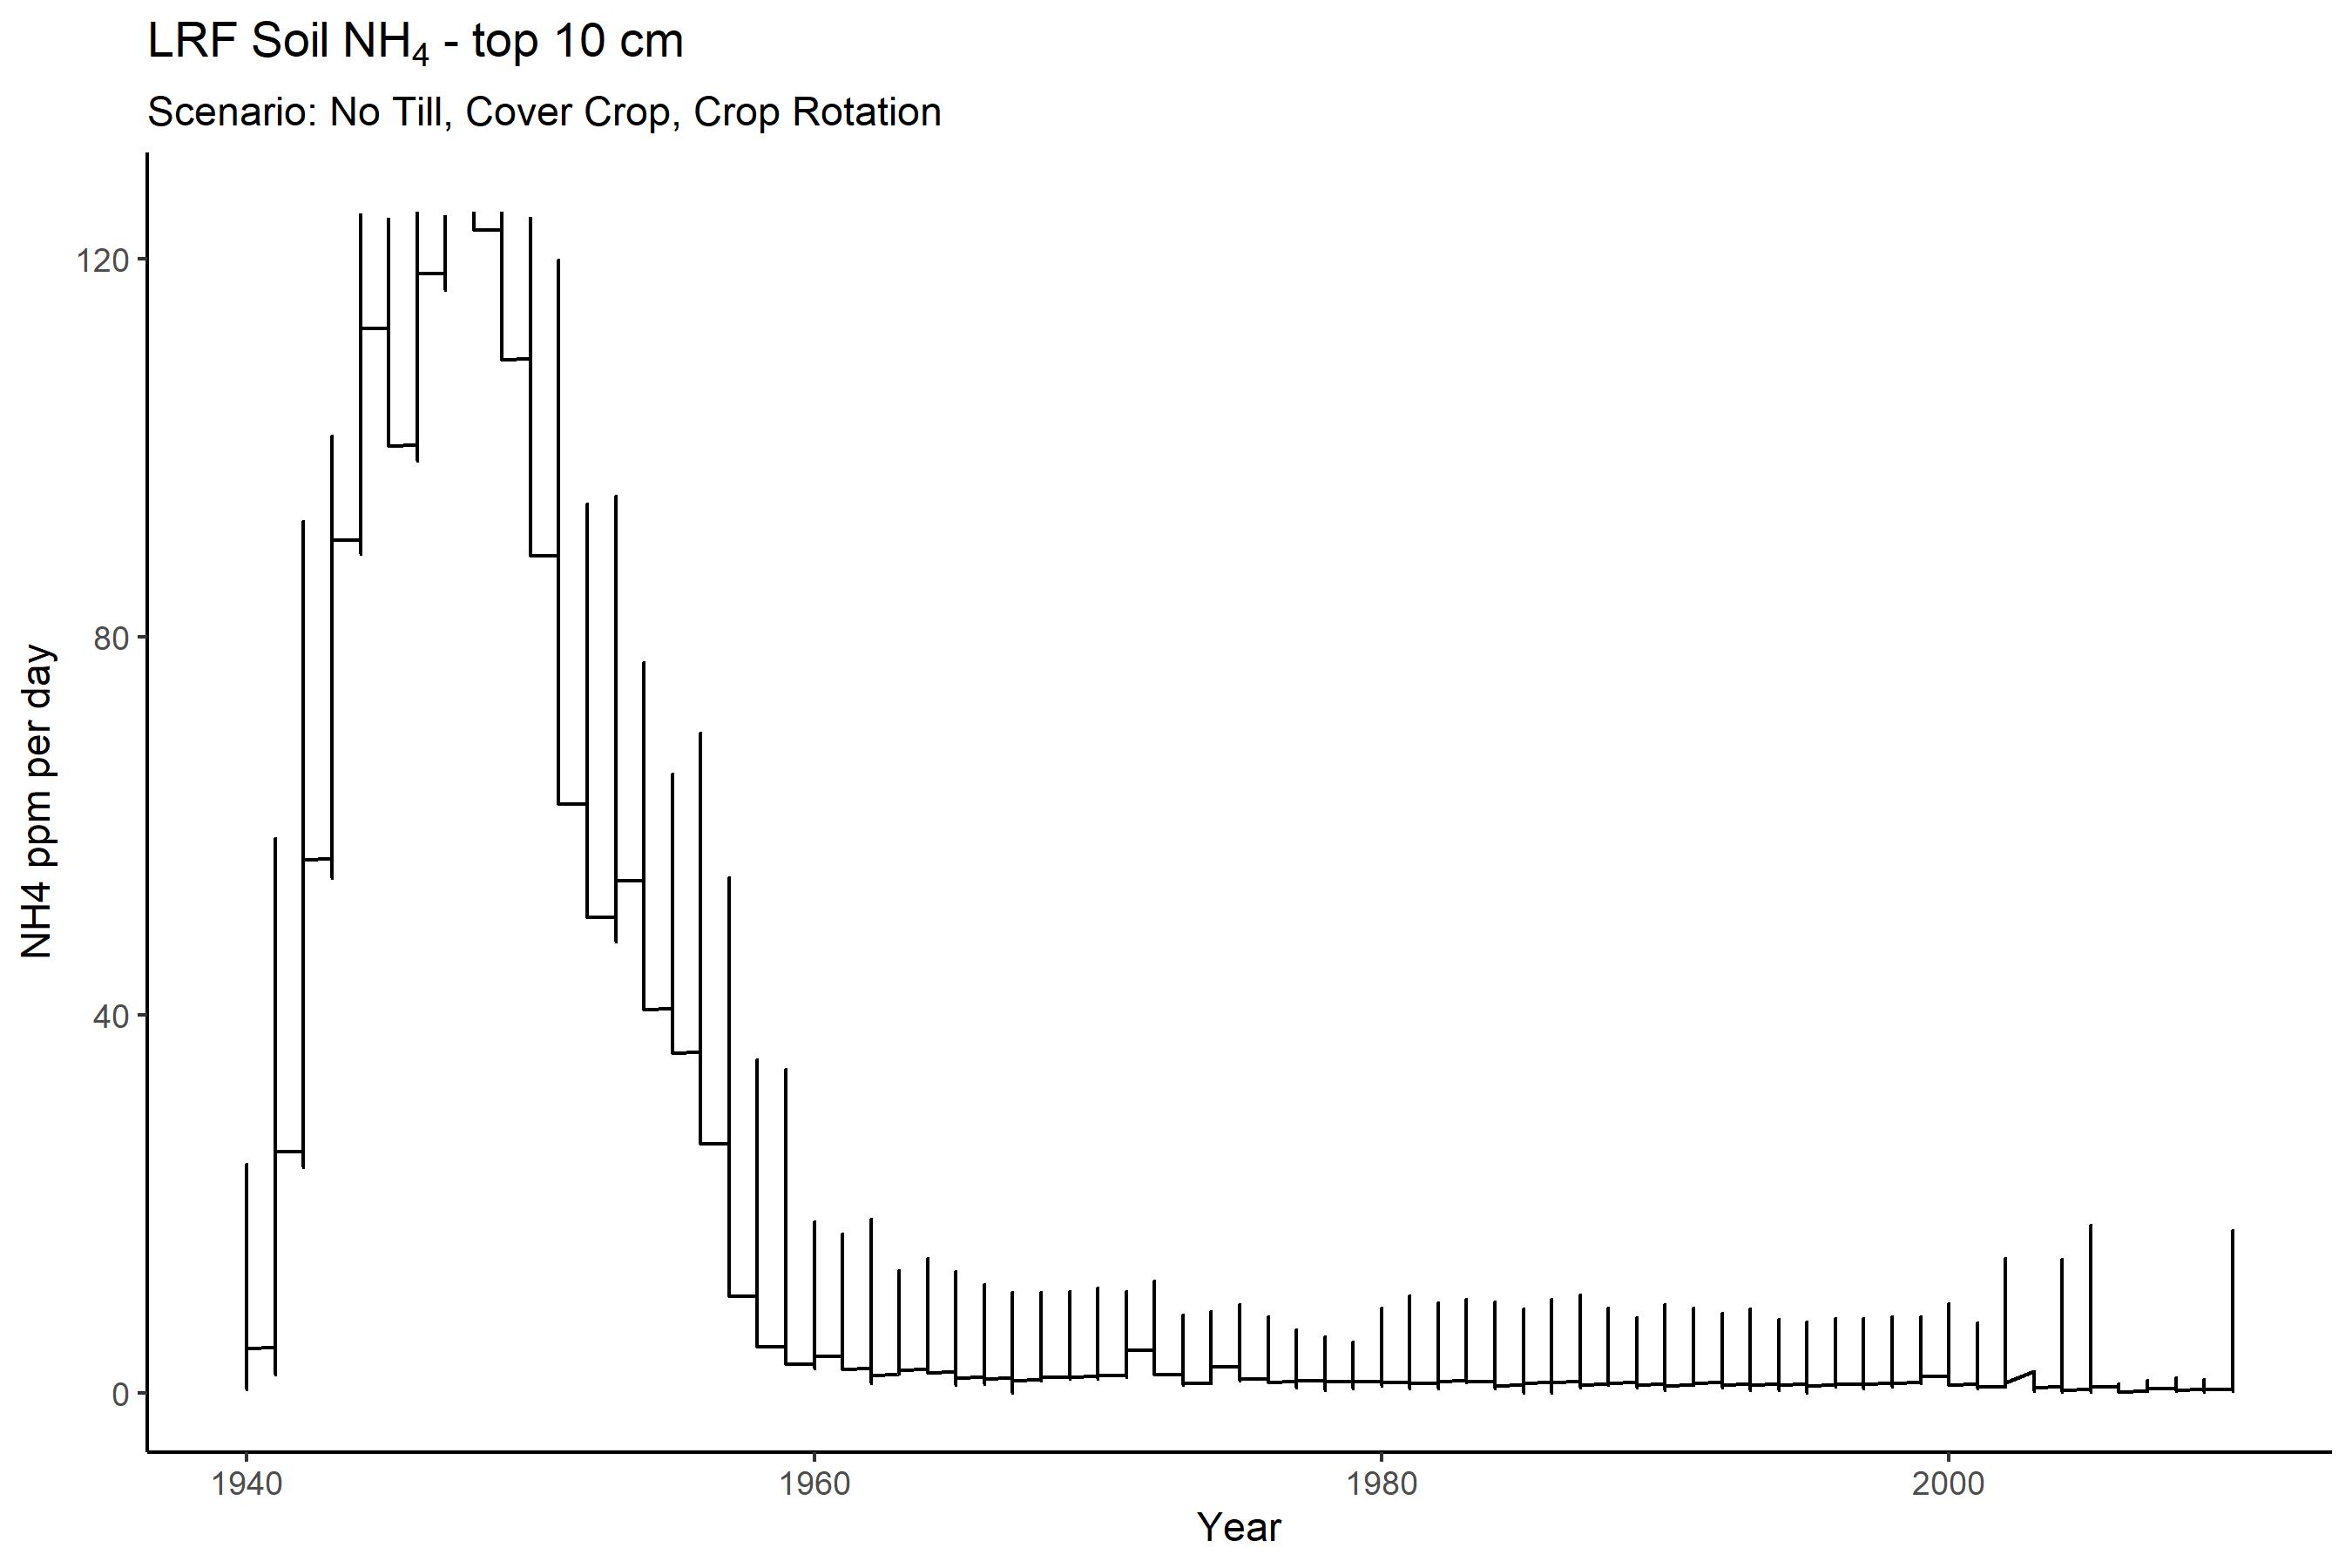 LRF Soil NH₄ - top 10 cm
Scenario: No Till, Cover Crop, Crop Rotation
NH4 ppm per day
120
80
40
0
1940 1960 1980 2000
Year